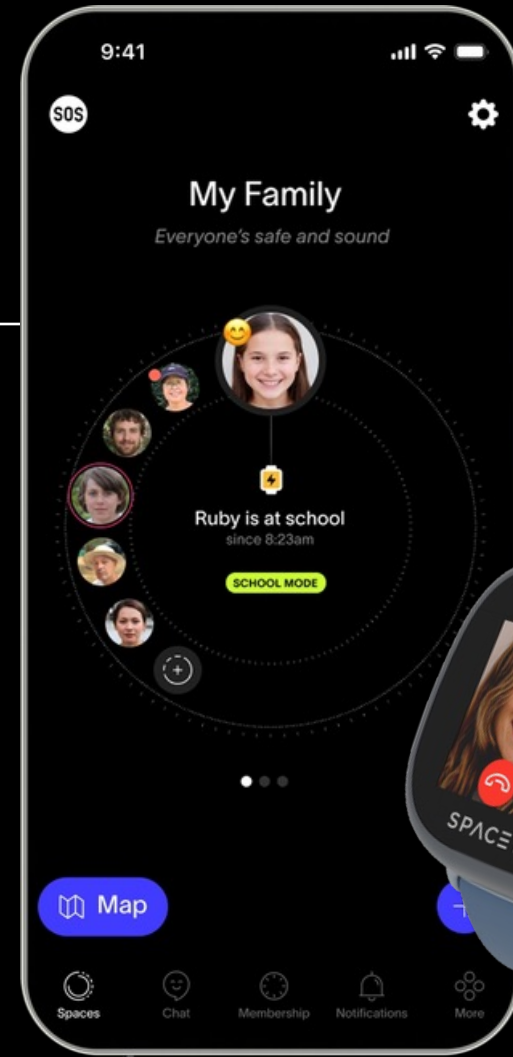 9:41
SOS
My Family
Everyone's safe and sound
Ruby is at school
since 8:23am
SCHOOL MODE
SPACE
Map
Spaces
Chat
Membership
Notifications
More